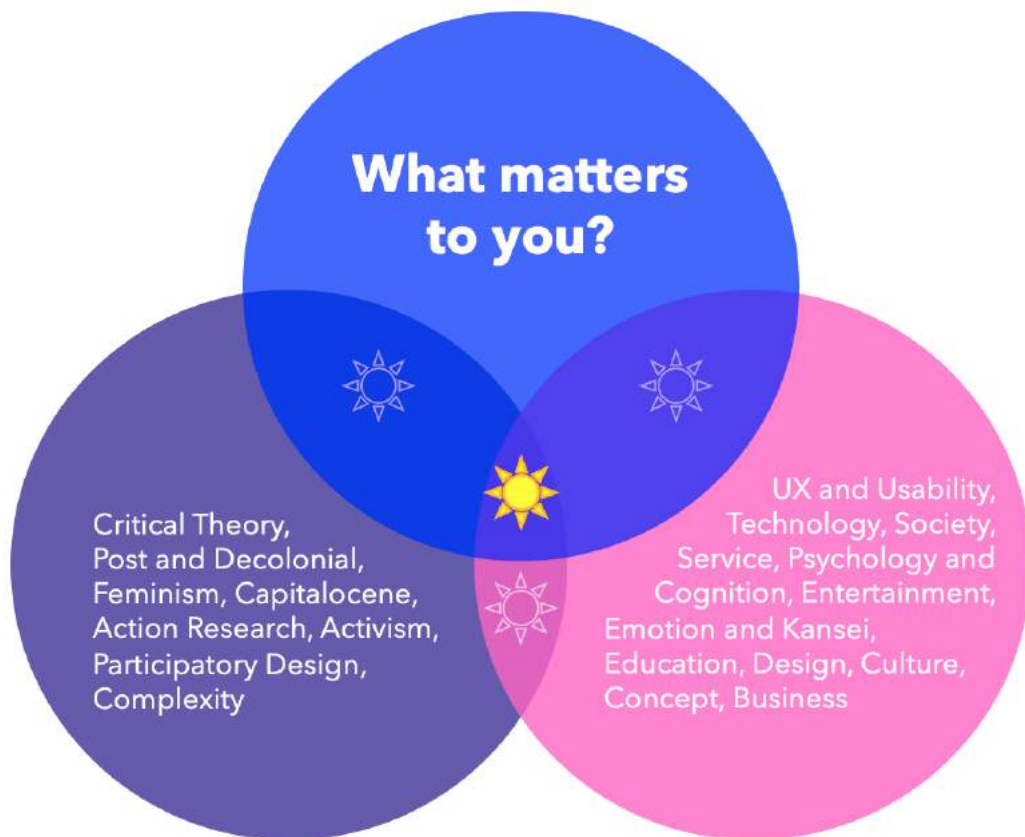 What matters
to you?
Critical Theory,
Post and Decolonial,
Feminism, Capitalocene,
Action Research, Activism,
Participatory Design,
Complexity
UX and Usability,
Technology, Society,
Service, Psychology and
Cognition, Entertainment,
Emotion and Kansei,
Education, Design, Culture,
Concept, Business